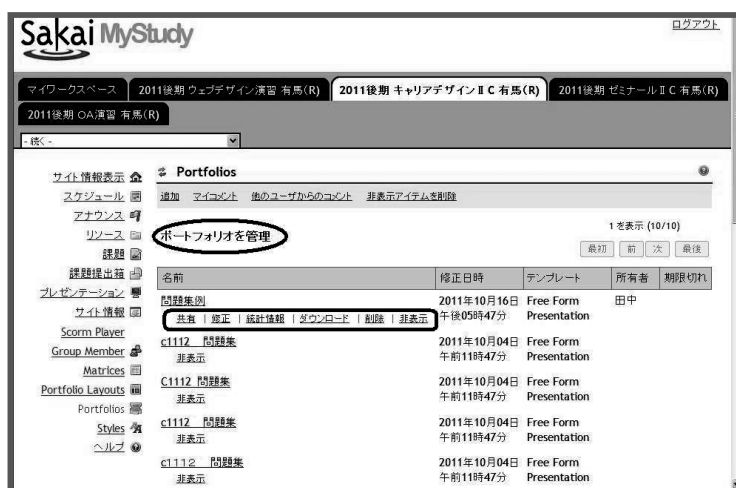 Sakai MyStudy
ログアウト
マイワークスペース 2011後期 ウェブデザイン演習 有馬(R) 2011後期 キャリアデザインⅡC 有馬(R) 2011後期 ゼミナールⅡC 有馬(R)
2011後期 OA演習 有馬(R)
- 続く -
サイト情報表示
スケジュール
アナウンス
リソース
課題
課題提出箱
プレゼンテーション
サイト情報
Scorm Player
Group Member
Matrices
Portfolio Layouts
Portfolios
Styles
ヘルプ
Portfolios
追加 マイコメント 他のユーザからのコメント 非表示アイテムを削除
ポートフォリオを管理
1 を表示 (10/10)
最初 前 次 最後
名前 修正日時 テンプレート 所有者 期限切れ
問題集例 2011年10月16日 Free Form 田中
共有 | 修正 | 統計情報 | ダウンロード | 削除 | 非表示 午後05時47分 Presentation
c1112 問題集 2011年10月04日 Free Form
非表示 午前11時47分 Presentation
C1112 問題集 2011年10月04日 Free Form
非表示 午前11時47分 Presentation
c1112 問題集 2011年10月04日 Free Form
非表示 午前11時47分 Presentation
c1112 問題集 2011年10月04日 Free Form
非表示 午前11時47分 Presentation